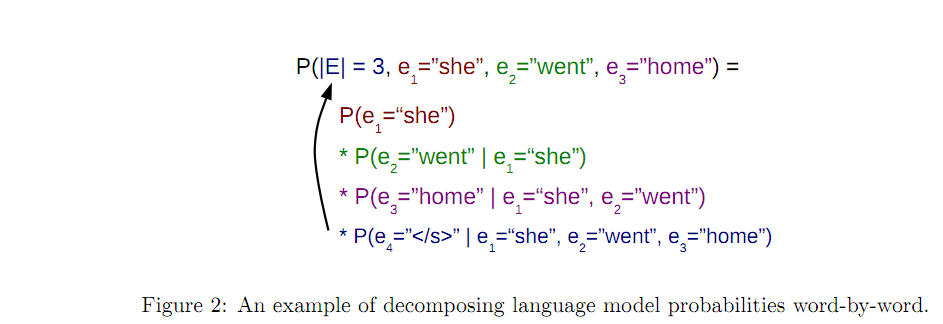 P(|E| = 3, e₁=”she”, e₂=”went”, e₃=”home”) =
P(e₁=“she”)
* P(e₂=”went” | e₁=“she”)
* P(e₃=”home” | e₁=“she”, e₂=”went”)
* P(e₄=”</s>” | e₁=“she”, e₂=”went”, e₃=”home”)
Figure 2: An example of decomposing language model probabilities word-by-word.